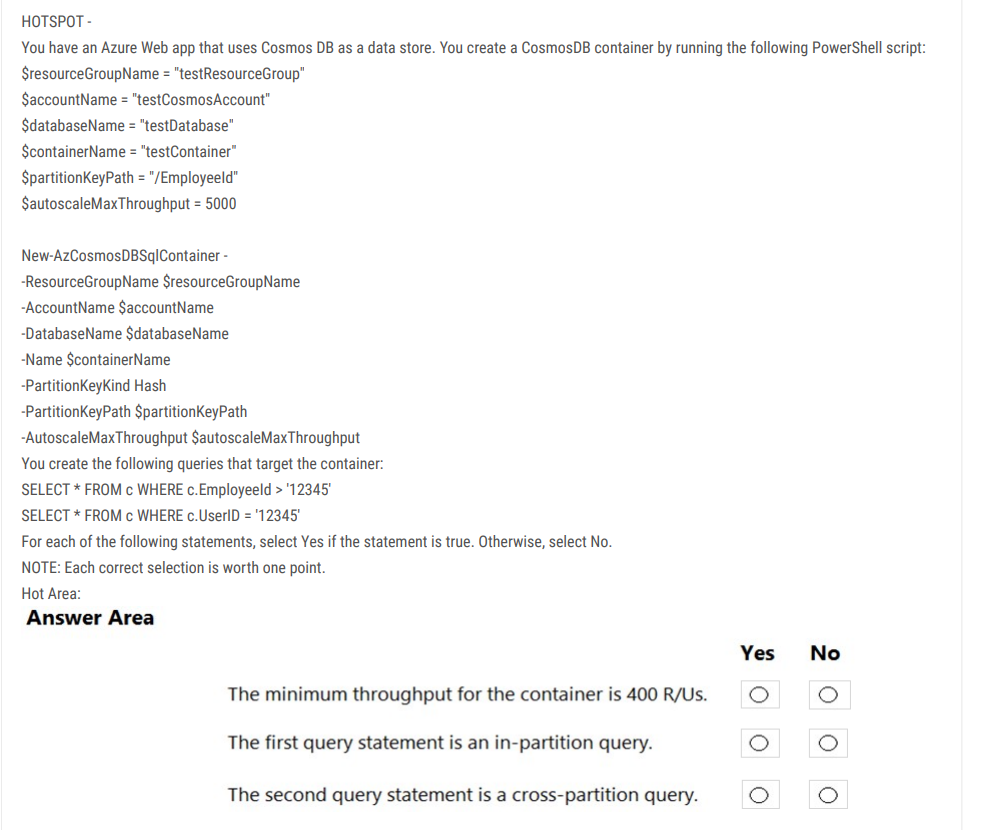 HOTSPOT -
You have an Azure Web app that uses Cosmos DB as a data store. You create a CosmosDB container by running the following PowerShell script:
$resourceGroupName = "testResourceGroup"
$accountName = "testCosmosAccount"
$databaseName = "testDatabase"
$containerName = "testContainer"
$partitionKeyPath = "/EmployeeId"
$autoscaleMaxThroughput = 5000
New-AzCosmosDBSqlContainer -
-ResourceGroupName $resourceGroupName
-AccountName $accountName
-DatabaseName $databaseName
-Name $containerName
-PartitionKeyKind Hash
-PartitionKeyPath $partitionKeyPath
-AutoscaleMaxThroughput $autoscaleMaxThroughput
You create the following queries that target the container:
SELECT * FROM c WHERE c.EmployeeId > '12345'
SELECT * FROM c WHERE c.UserID = '12345'
For each of the following statements, select Yes if the statement is true. Otherwise, select No.
NOTE: Each correct selection is worth one point.
Hot Area:
Answer Area
Yes No
The minimum throughput for the container is 400 R/Us.
The first query statement is an in-partition query.
The second query statement is a cross-partition query.